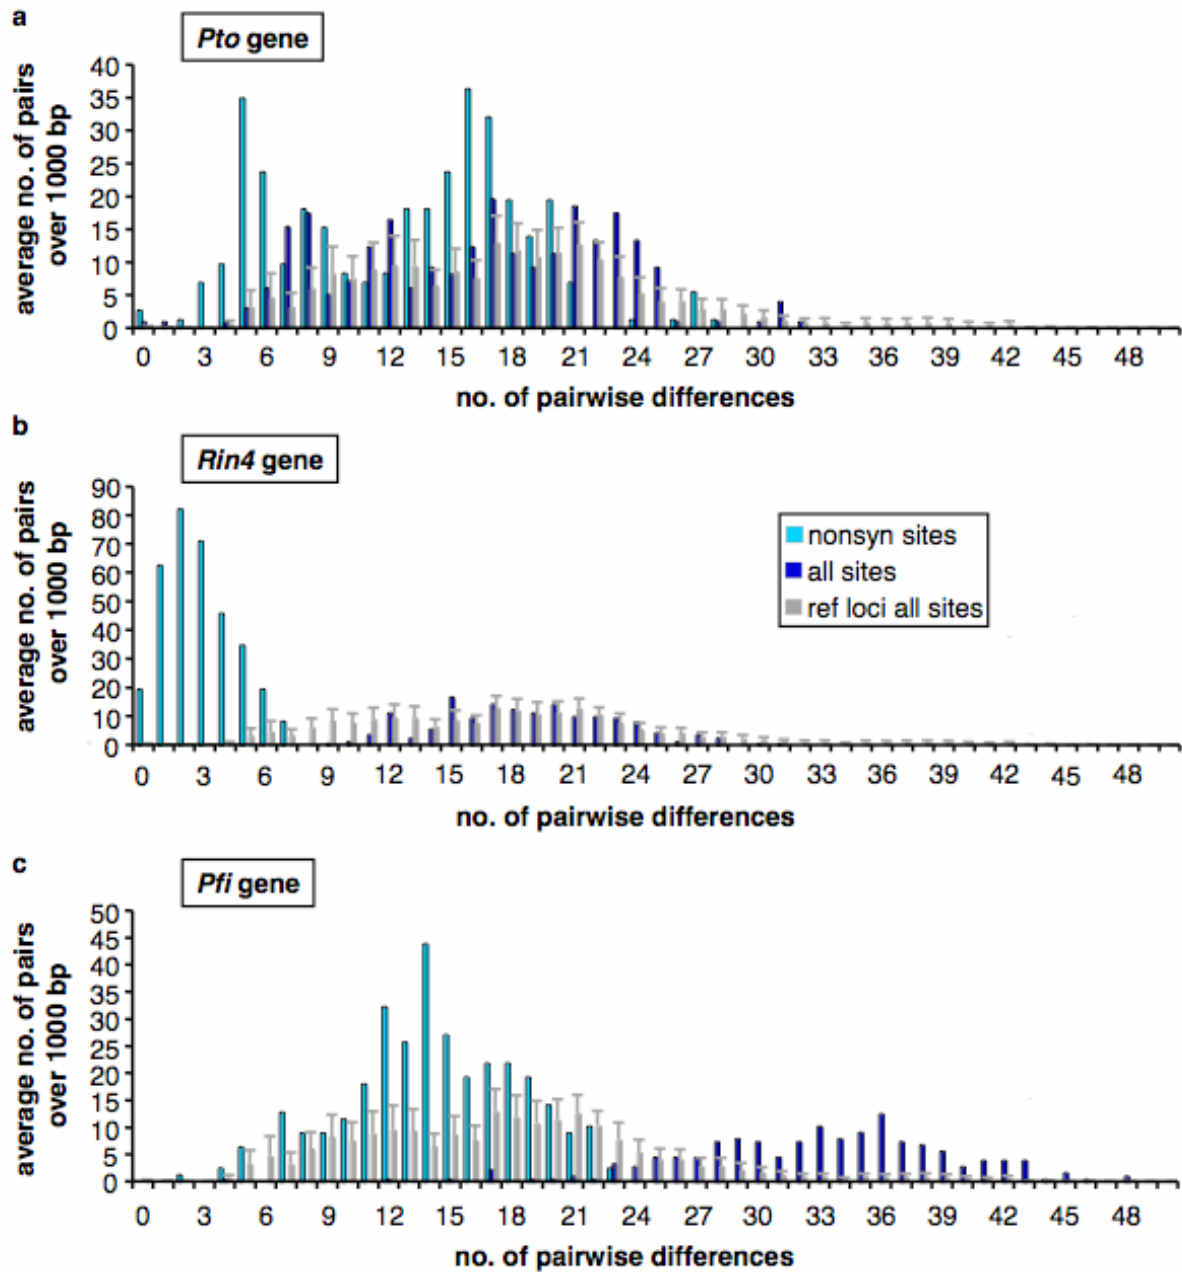 a
Pto gene
average no. of pairs
over 1000 bp
40
35
30
25
20
15
10
5
0
0 3 6 9 12 15 18 21 24 27 30 33 36 39 42 45 48
no. of pairwise differences
b
Rin4 gene
average no. of pairs
over 1000 bp
90
80
70
60
50
40
30
20
10
0
nonsyn sites
all sites
ref loci all sites
0 3 6 9 12 15 18 21 24 27 30 33 36 39 42 45 48
no. of pairwise differences
c
Pfi gene
average no. of pairs
over 1000 bp
50
45
40
35
30
25
20
15
10
5
0
0 3 6 9 12 15 18 21 24 27 30 33 36 39 42 45 48
no. of pairwise differences